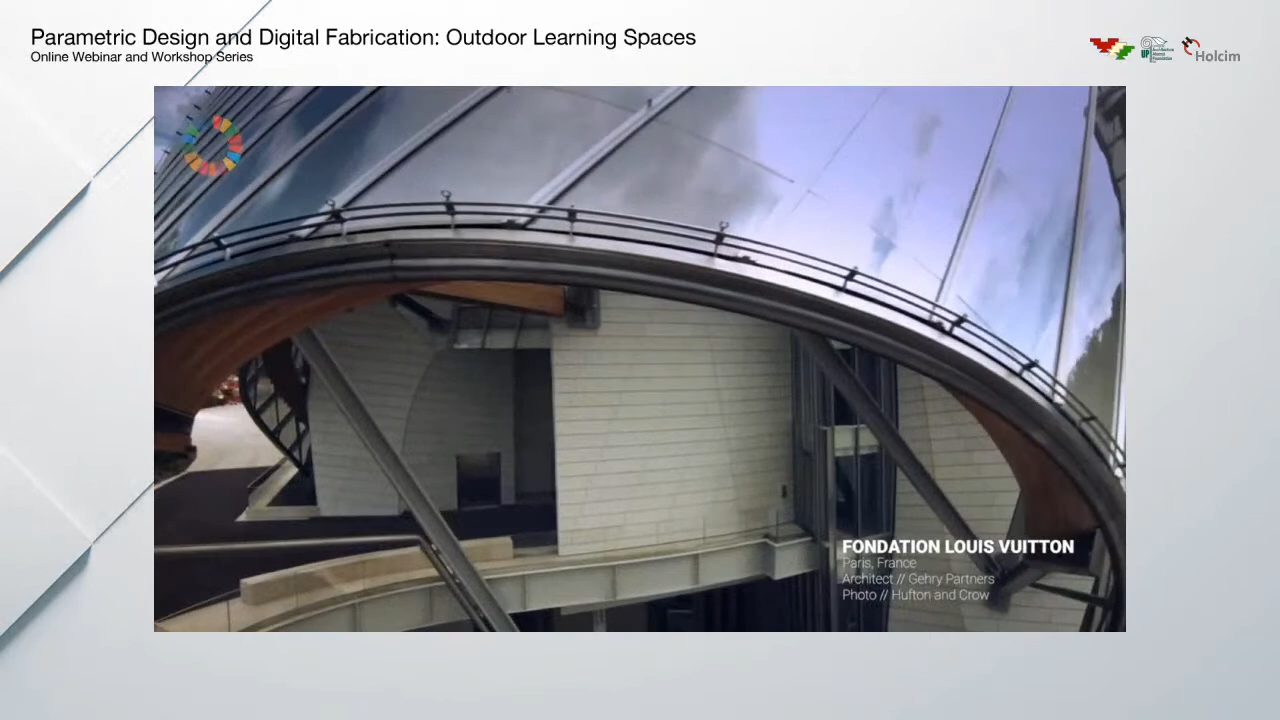 Parametric Design and Digital Fabrication: Outdoor Learning Spaces
Online Webinar and Workshop Series
UP
Holcim
FONDATION LOUIS VUITTON
Paris, France
Architect // Gehry Partners
Photo // Hufton and Crow